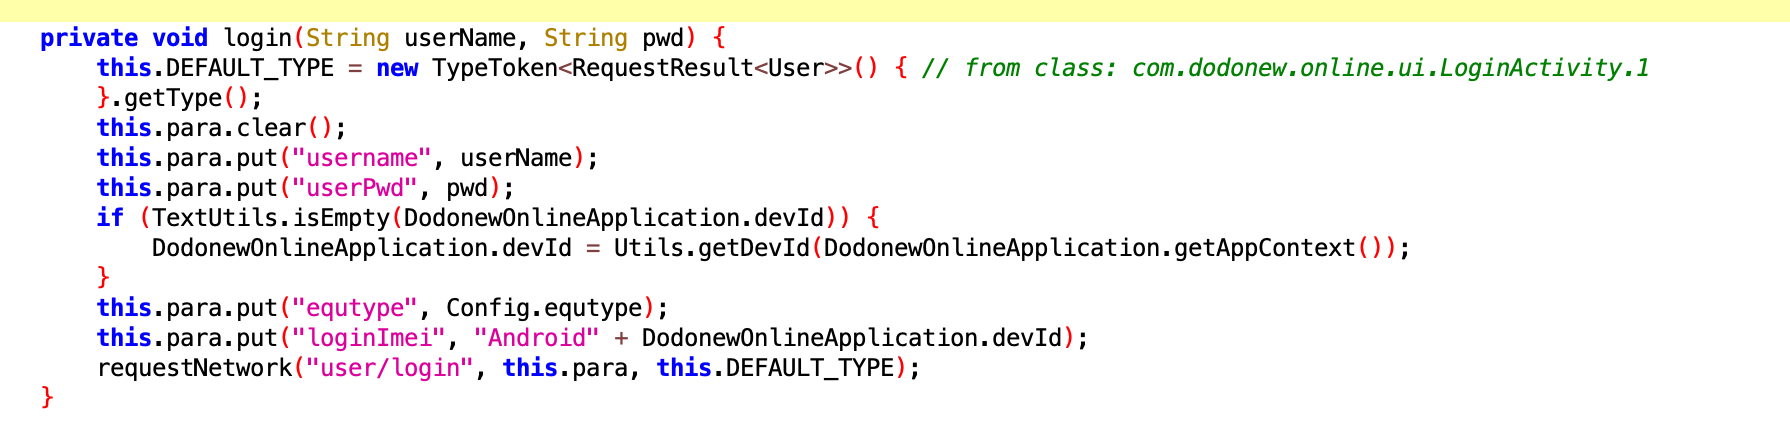 private void login(String userName, String pwd) {
    this.DEFAULT_TYPE = new TypeToken<RequestResult<User>>() { // from class: com.dodonew.online.ui.LoginActivity.1
    }.getType();
    this.para.clear();
    this.para.put("username", userName);
    this.para.put("userPwd", pwd);
    if (TextUtils.isEmpty(DodonewOnlineApplication.devId)) {
        DodonewOnlineApplication.devId = Utils.getDevId(DodonewOnlineApplication.getAppContext());
    }
    this.para.put("equtype", Config.equtype);
    this.para.put("loginImei", "Android" + DodonewOnlineApplication.devId);
    requestNetwork("user/login", this.para, this.DEFAULT_TYPE);
}